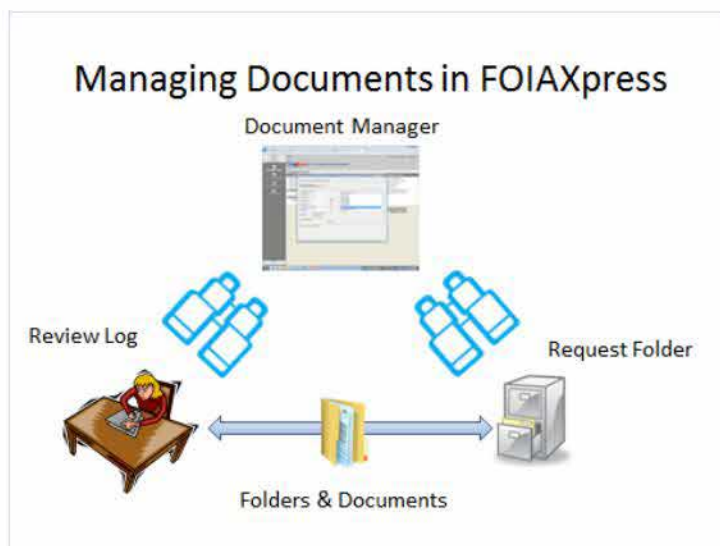 Managing Documents in FOIAXpress
Document Manager
Review Log
Request Folder
Folders & Documents